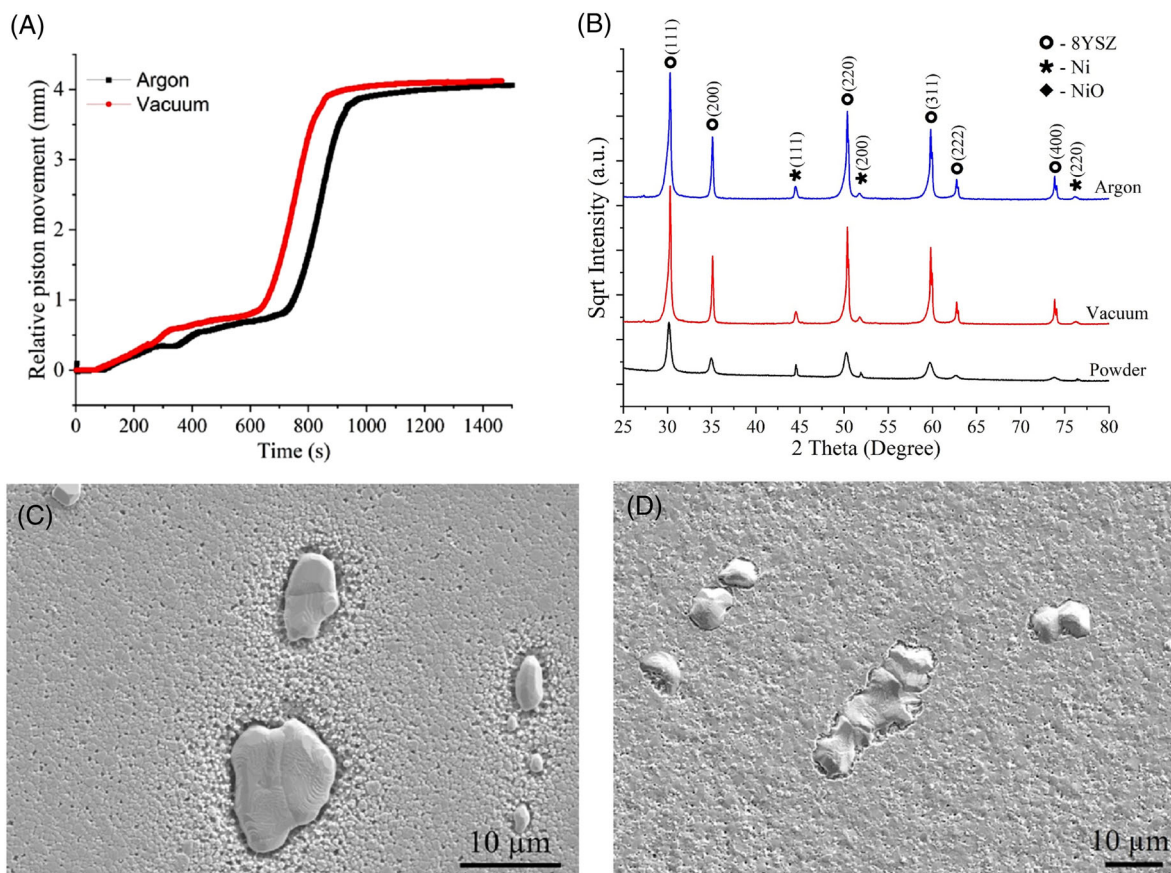 (A)
Relative piston movement (mm)
4
3
2
1
0
Argon
Vacuum
0 200 400 600 800 1000 1200 1400
Time (s)
(B)
Sqrt Intensity (a.u.)
(111)
(200)
(111)
(220)
(200)
(311)
(222)
(400)
(220)
- 8YSZ
- Ni
- NiO
Argon
Vacuum
Powder
25 30 35 40 45 50 55 60 65 70 75 80
2 Theta (Degree)
(C)
10 µm
(D)
10 µm